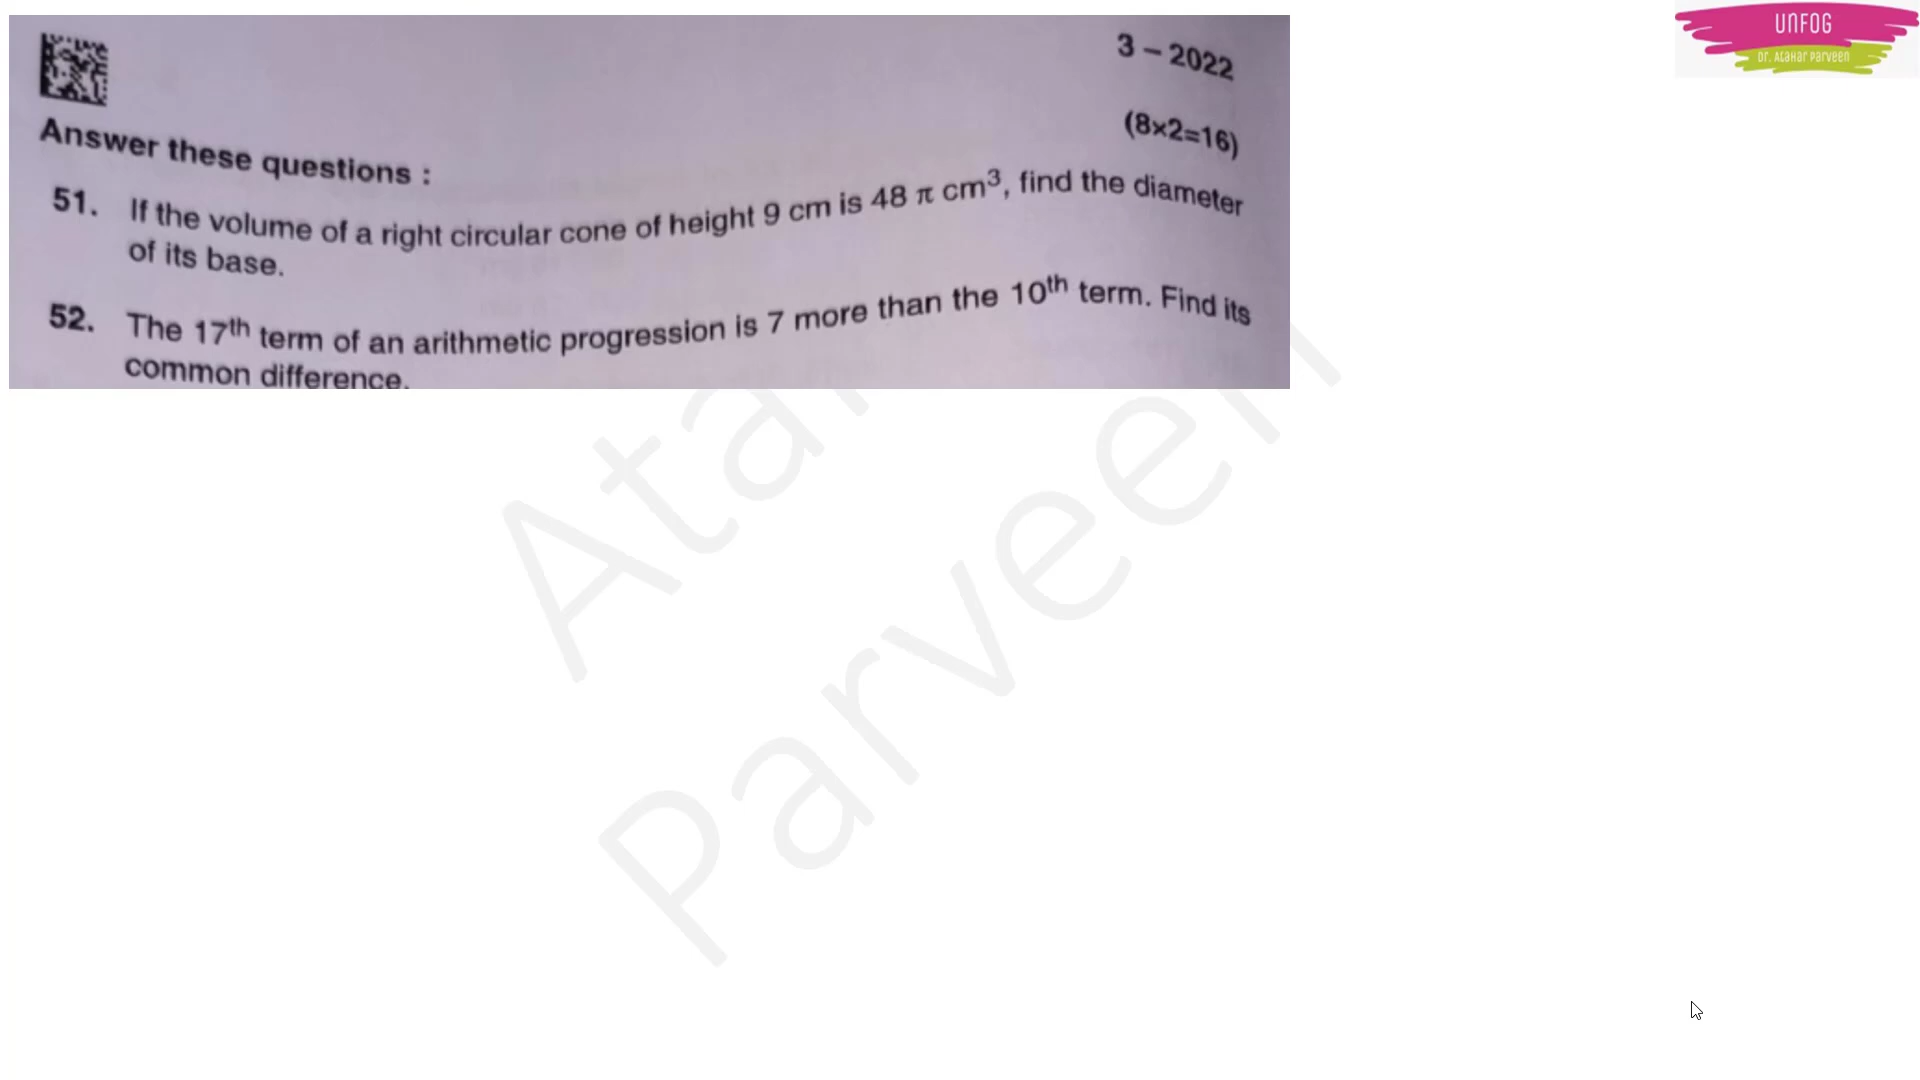 UNFOG
Dr. Atahar Parveen
3 – 2022
(8×2=16)
Answer these questions :
51. If the volume of a right circular cone of height 9 cm is 48 π cm³, find the diameter
of its base.
52. The 17th term of an arithmetic progression is 7 more than the 10th term. Find its
common difference.
Parveen